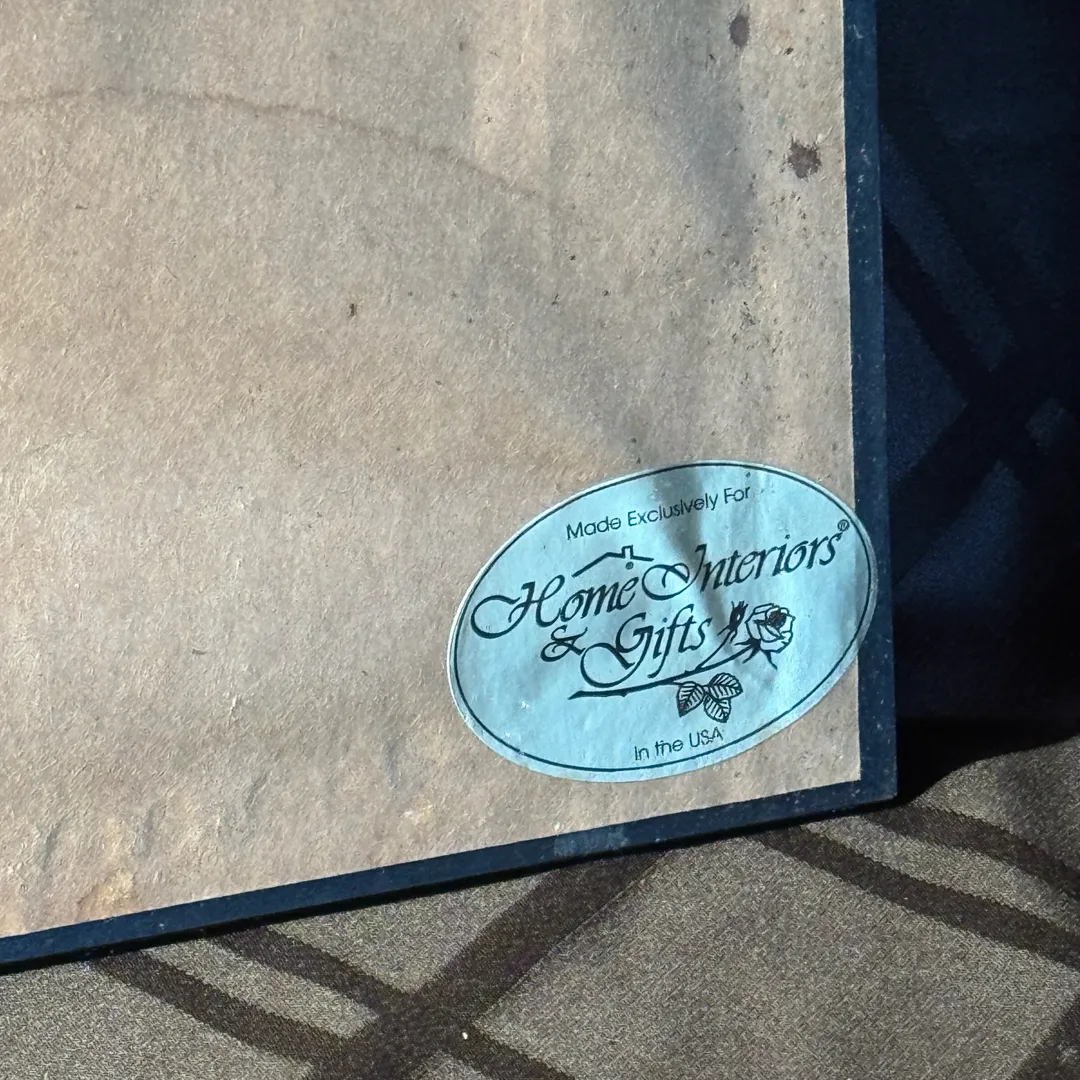 Made Exclusively For
Home Interiors®
& Gifts
In the USA